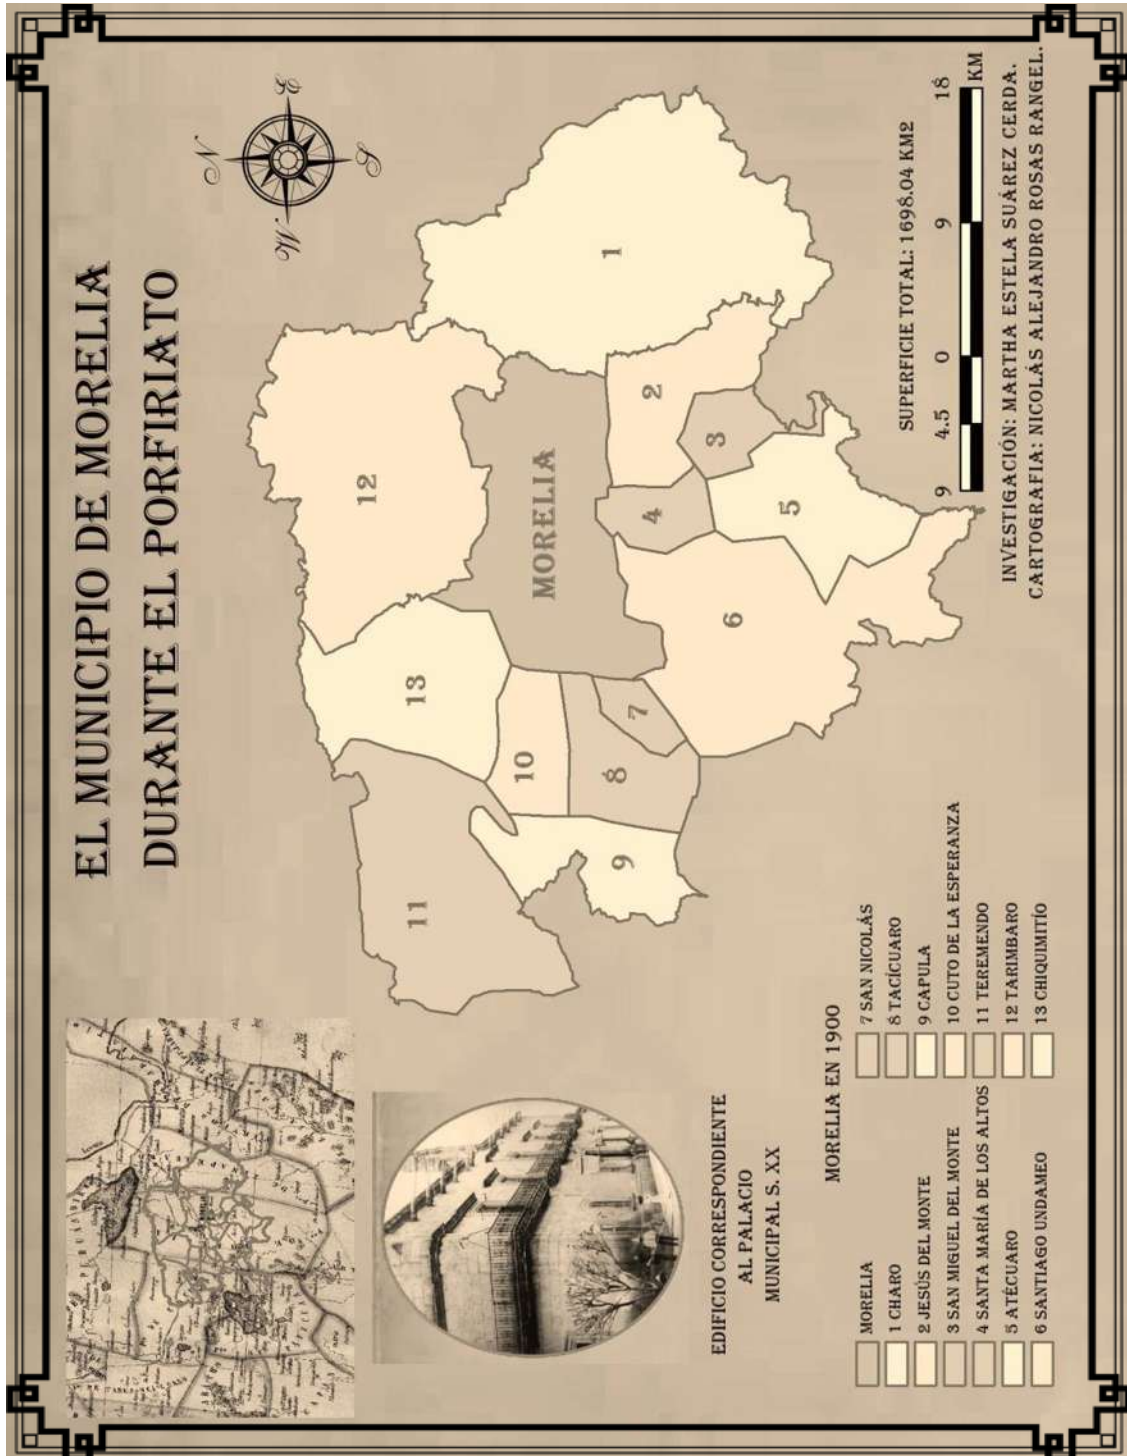 EL MUNICIPIO DE MORELIA
DURANTE EL PORFIRIATO
N
W
E
S
12
13
11
MORELIA
1
10
2
4
3
7
8
9
6
5
EDIFICIO CORRESPONDIENTE
AL PALACIO
MUNICIPAL S. XX
MORELIA EN 1900
MORELIA
1 CHARO
2 JESÚS DEL MONTE
3 SAN MIGUEL DEL MONTE
4 SANTA MARÍA DE LOS ALTOS
5 ATÉCUARO
6 SANTIAGO UNDAMEO
7 SAN NICOLÁS
8 TACÍCUARO
9 CAPULA
10 CUTO DE LA ESPERANZA
11 TEREMENDO
12 TARIMBARO
13 CHIQUIMITÍO
SUPERFICIE TOTAL: 1698.04 KM2
9 4.5 0 9 18
KM
INVESTIGACIÓN: MARTHA ESTELA SUÁREZ CERDA.
CARTOGRAFIA: NICOLÁS ALEJANDRO ROSAS RANGEL.